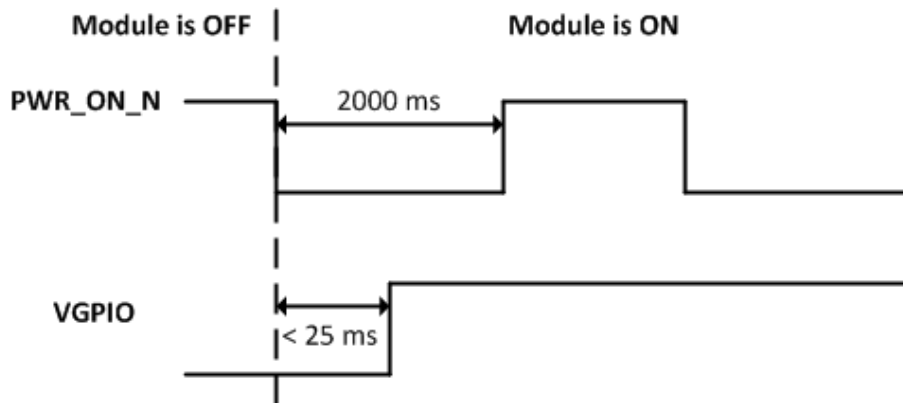 Module is OFF
Module is ON
PWR_ON_N
2000 ms
VGPIO
< 25 ms